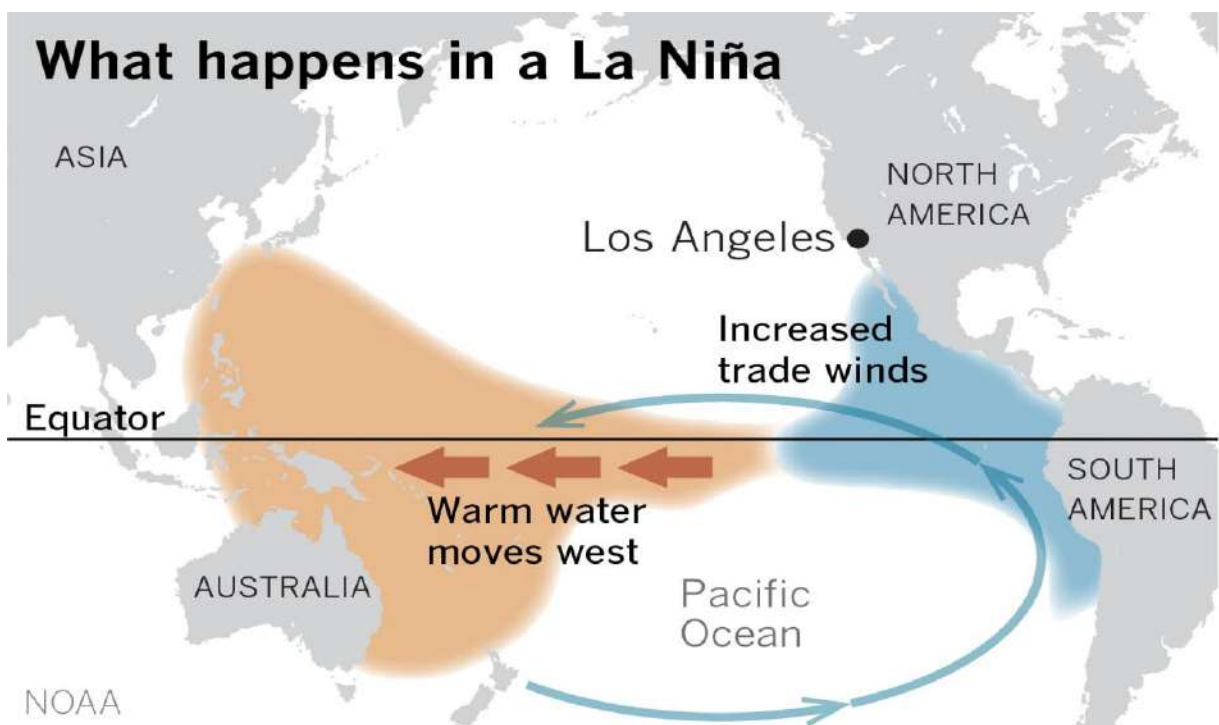 What happens in a La Niña
ASIA
NORTH
AMERICA
Los Angeles
Increased
trade winds
Equator
Warm water
moves west
SOUTH
AMERICA
AUSTRALIA
Pacific
Ocean
NOAA